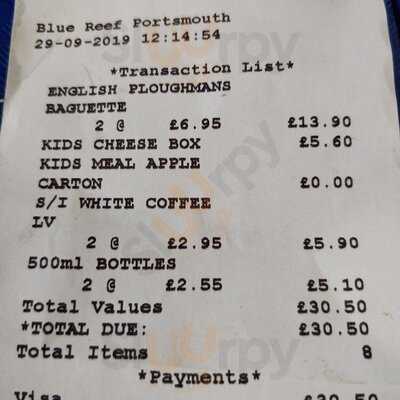 Blue Reef Portsmouth
29-09-2019 12:14:54
*Transaction List*
ENGLISH PLOUGHMANS
BAGUETTE
2 @ £6.95 £13.90
KIDS CHEESE BOX £5.60
KIDS MEAL APPLE
CARTON £0.00
S/I WHITE COFFEE
LV
2 @ £2.95 £5.90
500ml BOTTLES
2 @ £2.55 £5.10
Total Values £30.50
*TOTAL DUE: £30.50
Total Items 8
*Payments*
Visa £30.50